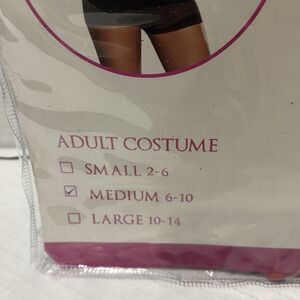 ADULT COSTUME
☐ SMALL 2-6
☑ MEDIUM 6-10
☐ LARGE 10-14